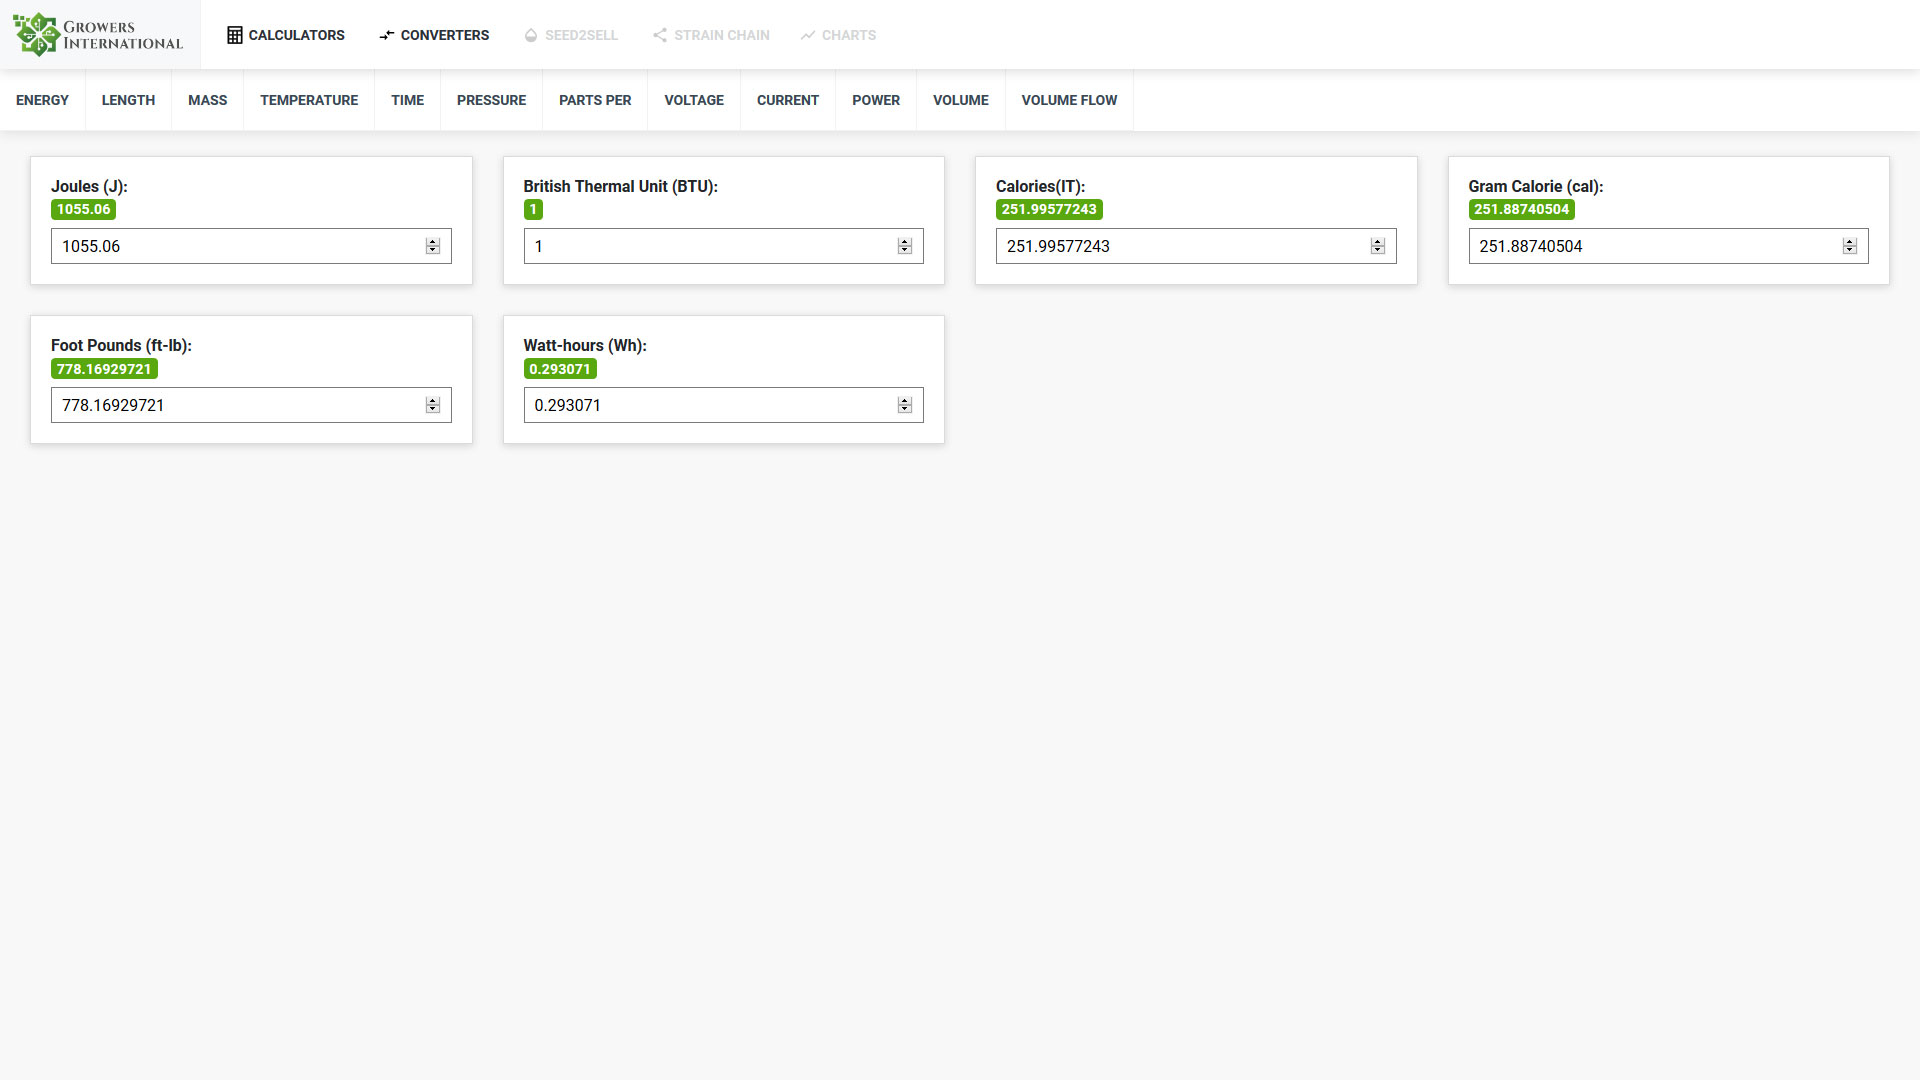 GROWERS
INTERNATIONAL
CALCULATORS
CONVERTERS
SEED2SELL
STRAIN CHAIN
CHARTS
ENERGY
LENGTH
MASS
TEMPERATURE
TIME
PRESSURE
PARTS PER
VOLTAGE
CURRENT
POWER
VOLUME
VOLUME FLOW
Joules (J):
1055.06
1055.06
British Thermal Unit (BTU):
1
1
Calories(IT):
251.99577243
251.99577243
Gram Calorie (cal):
251.88740504
251.88740504
Foot Pounds (ft-lb):
778.16929721
778.16929721
Watt-hours (Wh):
0.293071
0.293071